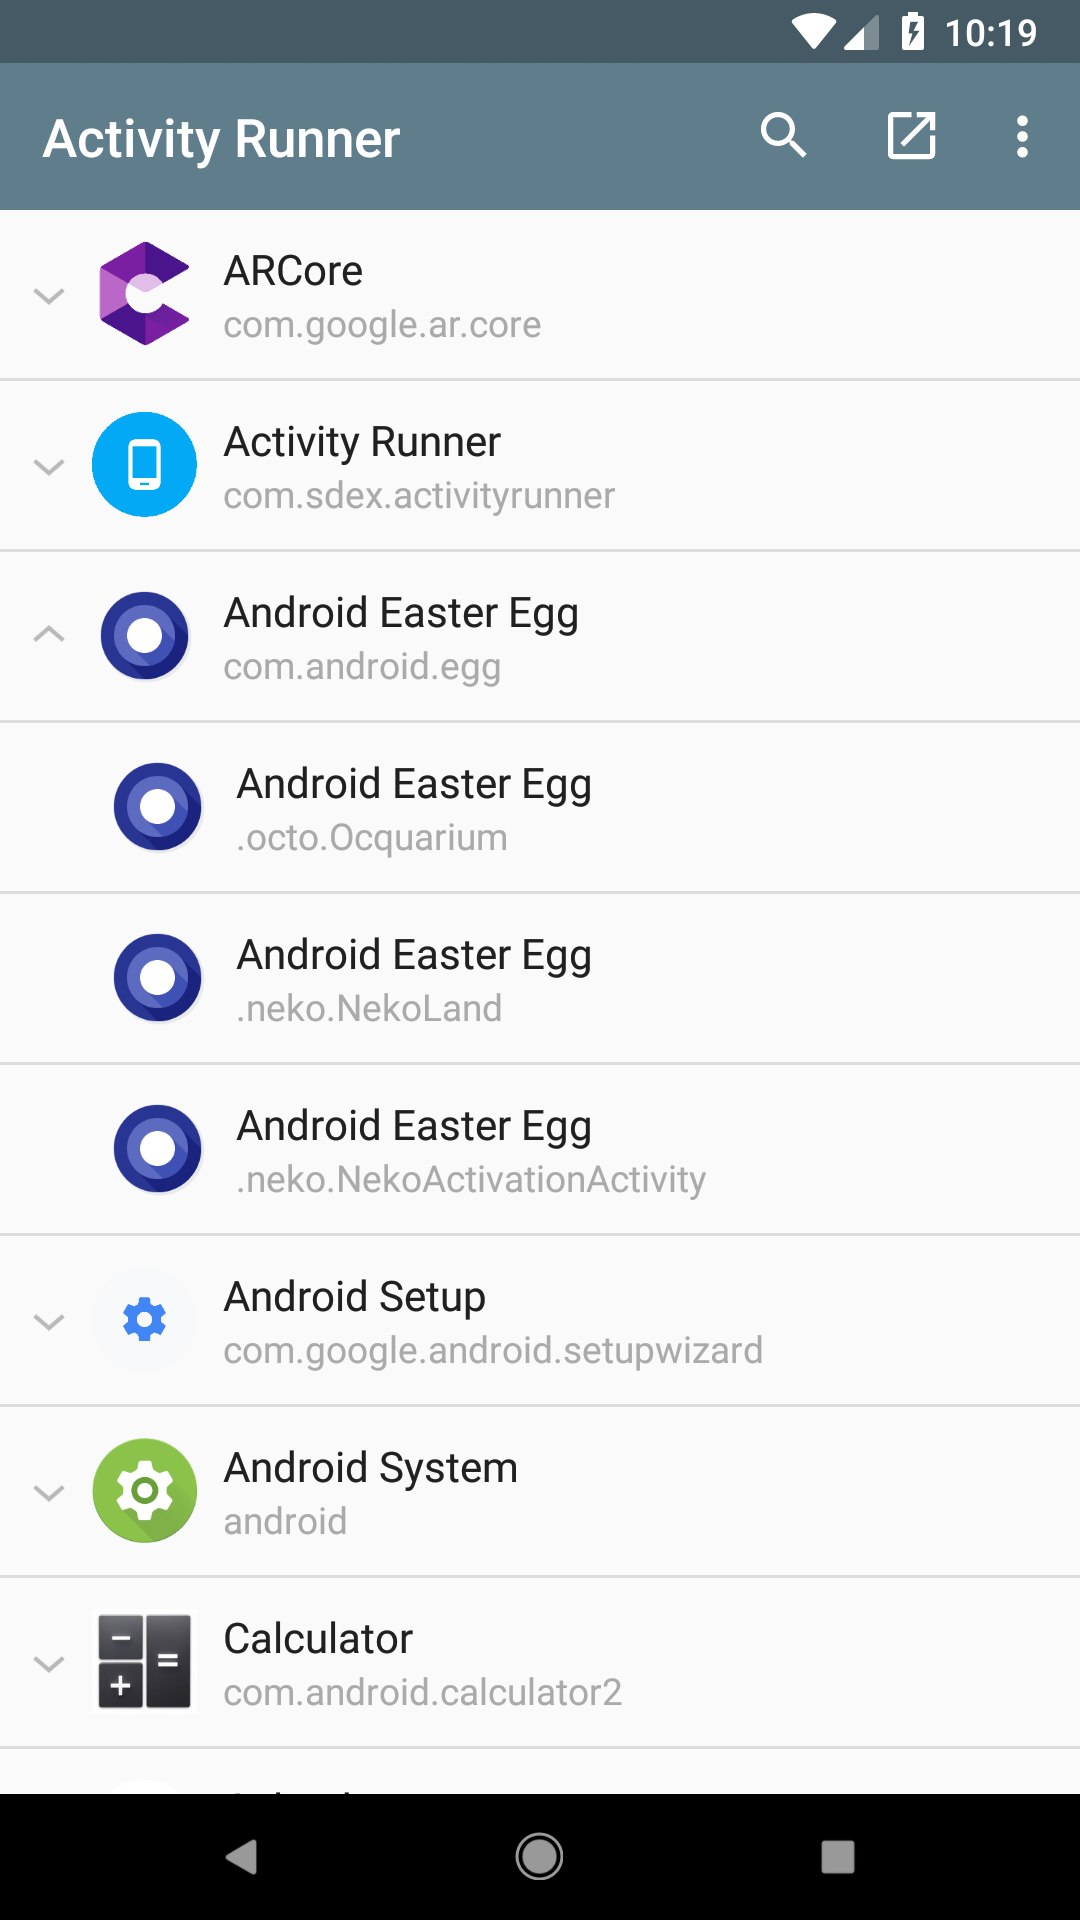 10:19
Activity Runner
ARCore
com.google.ar.core
Activity Runner
com.sdex.activityrunner
Android Easter Egg
com.android.egg
Android Easter Egg
.octo.Ocquarium
Android Easter Egg
.neko.NekoLand
Android Easter Egg
.neko.NekoActivationActivity
Android Setup
com.google.android.setupwizard
Android System
android
Calculator
com.android.calculator2